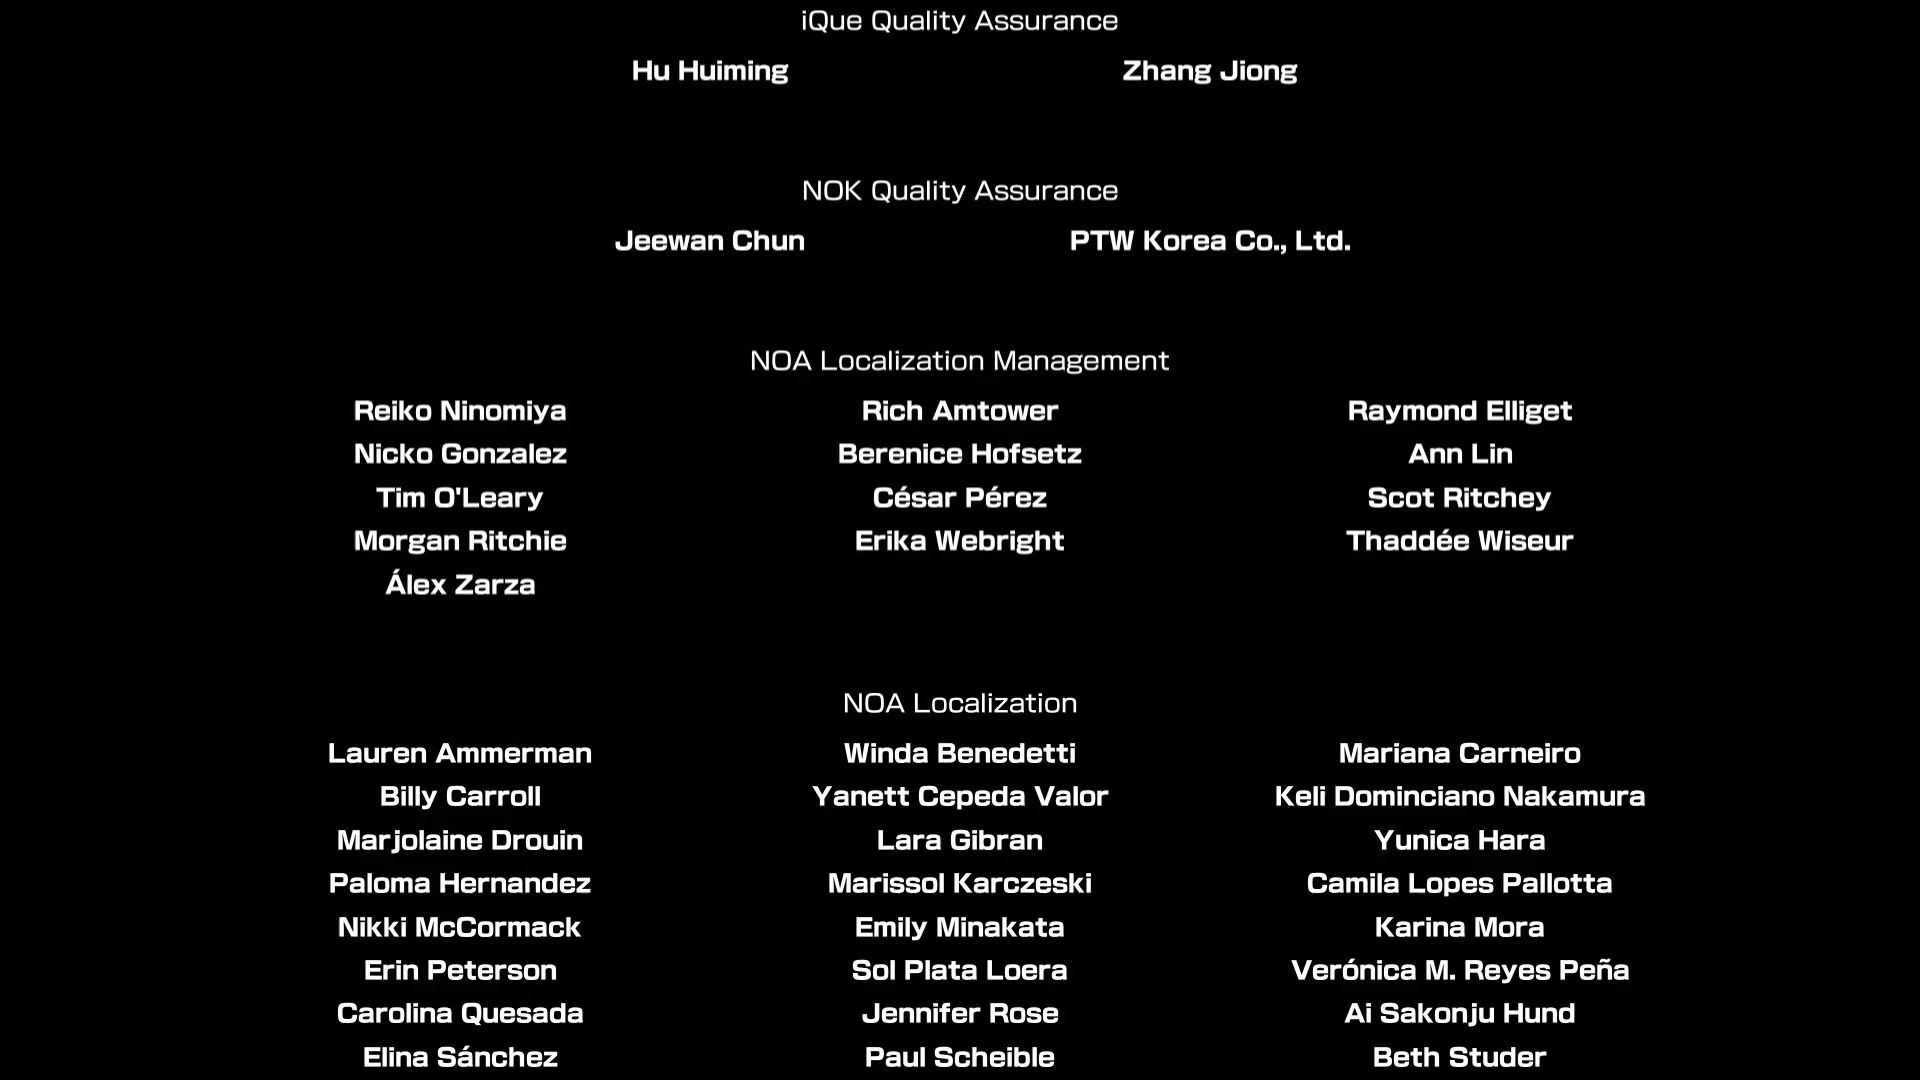 iQue Quality Assurance
Hu Huiming Zhang Jiong
NOK Quality Assurance
Jeewan Chun PTW Korea Co., Ltd.
NOA Localization Management
Reiko Ninomiya Rich Amtower Raymond Elliget
Nicko Gonzalez Berenice Hofsetz Ann Lin
Tim O'Leary César Pérez Scot Ritchey
Morgan Ritchie Erika Webright Thaddée Wiseur
Álex Zarza
NOA Localization
Lauren Ammerman Winda Benedetti Mariana Carneiro
Billy Carroll Yanett Cepeda Valor Keli Dominciano Nakamura
Marjolaine Drouin Lara Gibran Yunica Hara
Paloma Hernandez Marissol Karczeski Camila Lopes Pallotta
Nikki McCormack Emily Minakata Karina Mora
Erin Peterson Sol Plata Loera Verónica M. Reyes Peña
Carolina Quesada Jennifer Rose Ai Sakonju Hund
Elina Sánchez Paul Scheible Beth Studer